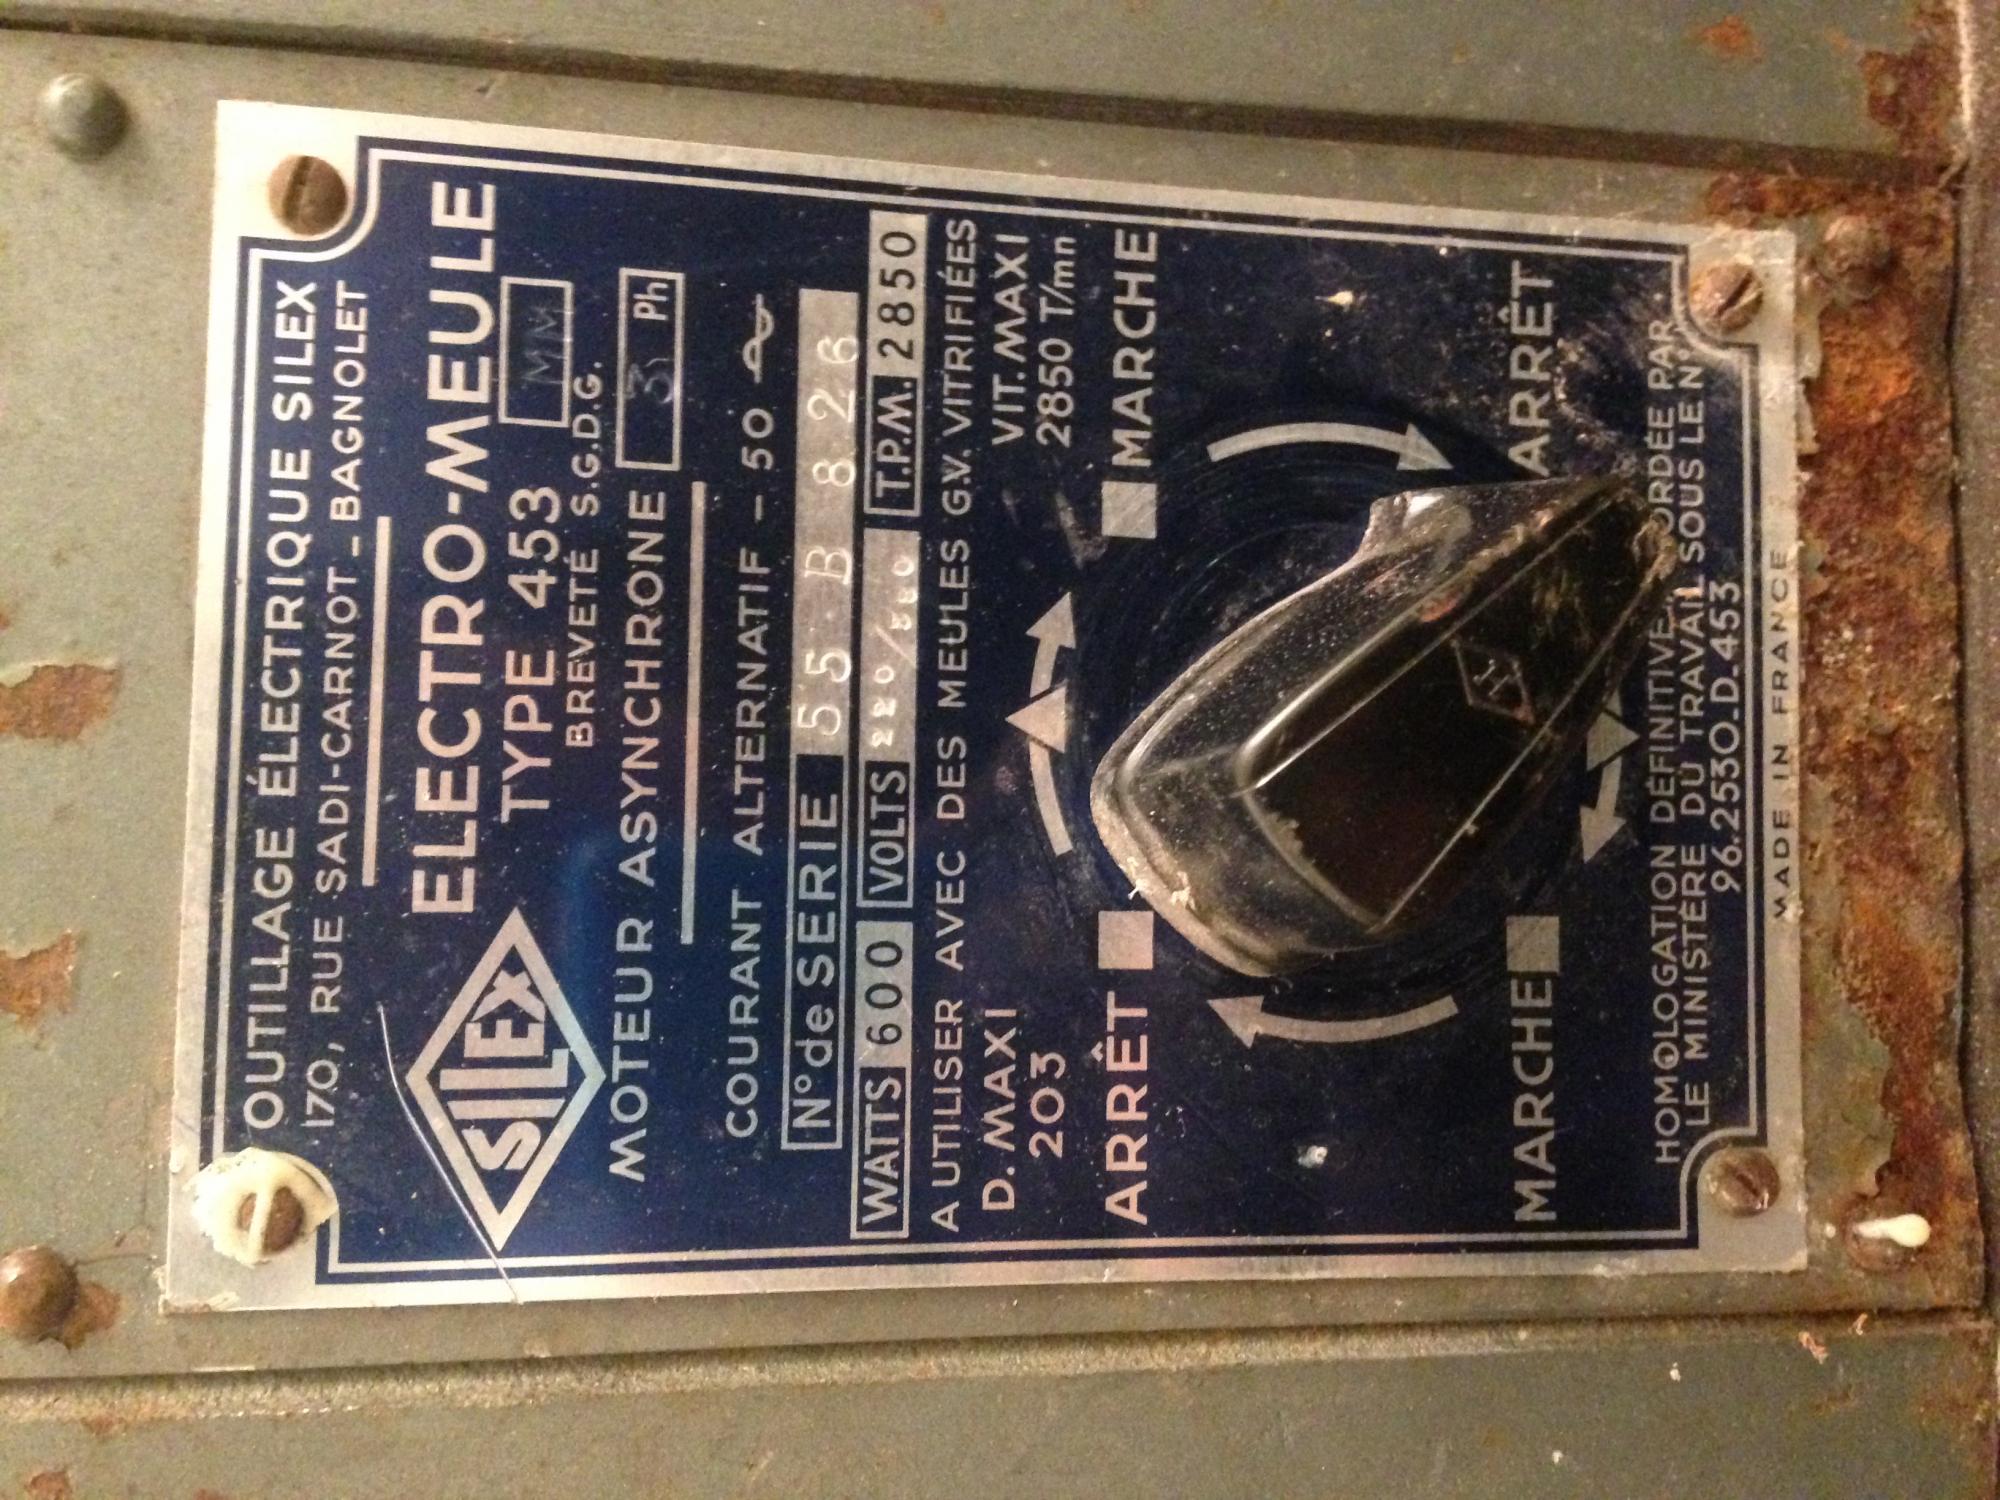 OUTILLAGE ÉLECTRIQUE SILEX
170, RUE SADI-CARNOT _ BAGNOLET
SILEX
ELECTRO-MEULE
TYPE 453 MM
BREVETÉ S.G.D.G.
MOTEUR ASYNCHRONE 3 Ph
COURANT ALTERNATIF - 50
N° de SERIE 55 B 826
WATTS 600 VOLTS 220/380 T.P.M. 2850
A UTILISER AVEC DES MEULES G.V. VITRIFIÉES
D. MAXI VIT. MAXI
203 2850 T/mn
ARRÊT MARCHE
MARCHE ARRÊT
HOMOLOGATION DÉFINITIVE PAR
LE MINISTÈRE DU TRAVAIL SOUS LE N°
96.2530.D.453
MADE IN FRANCE